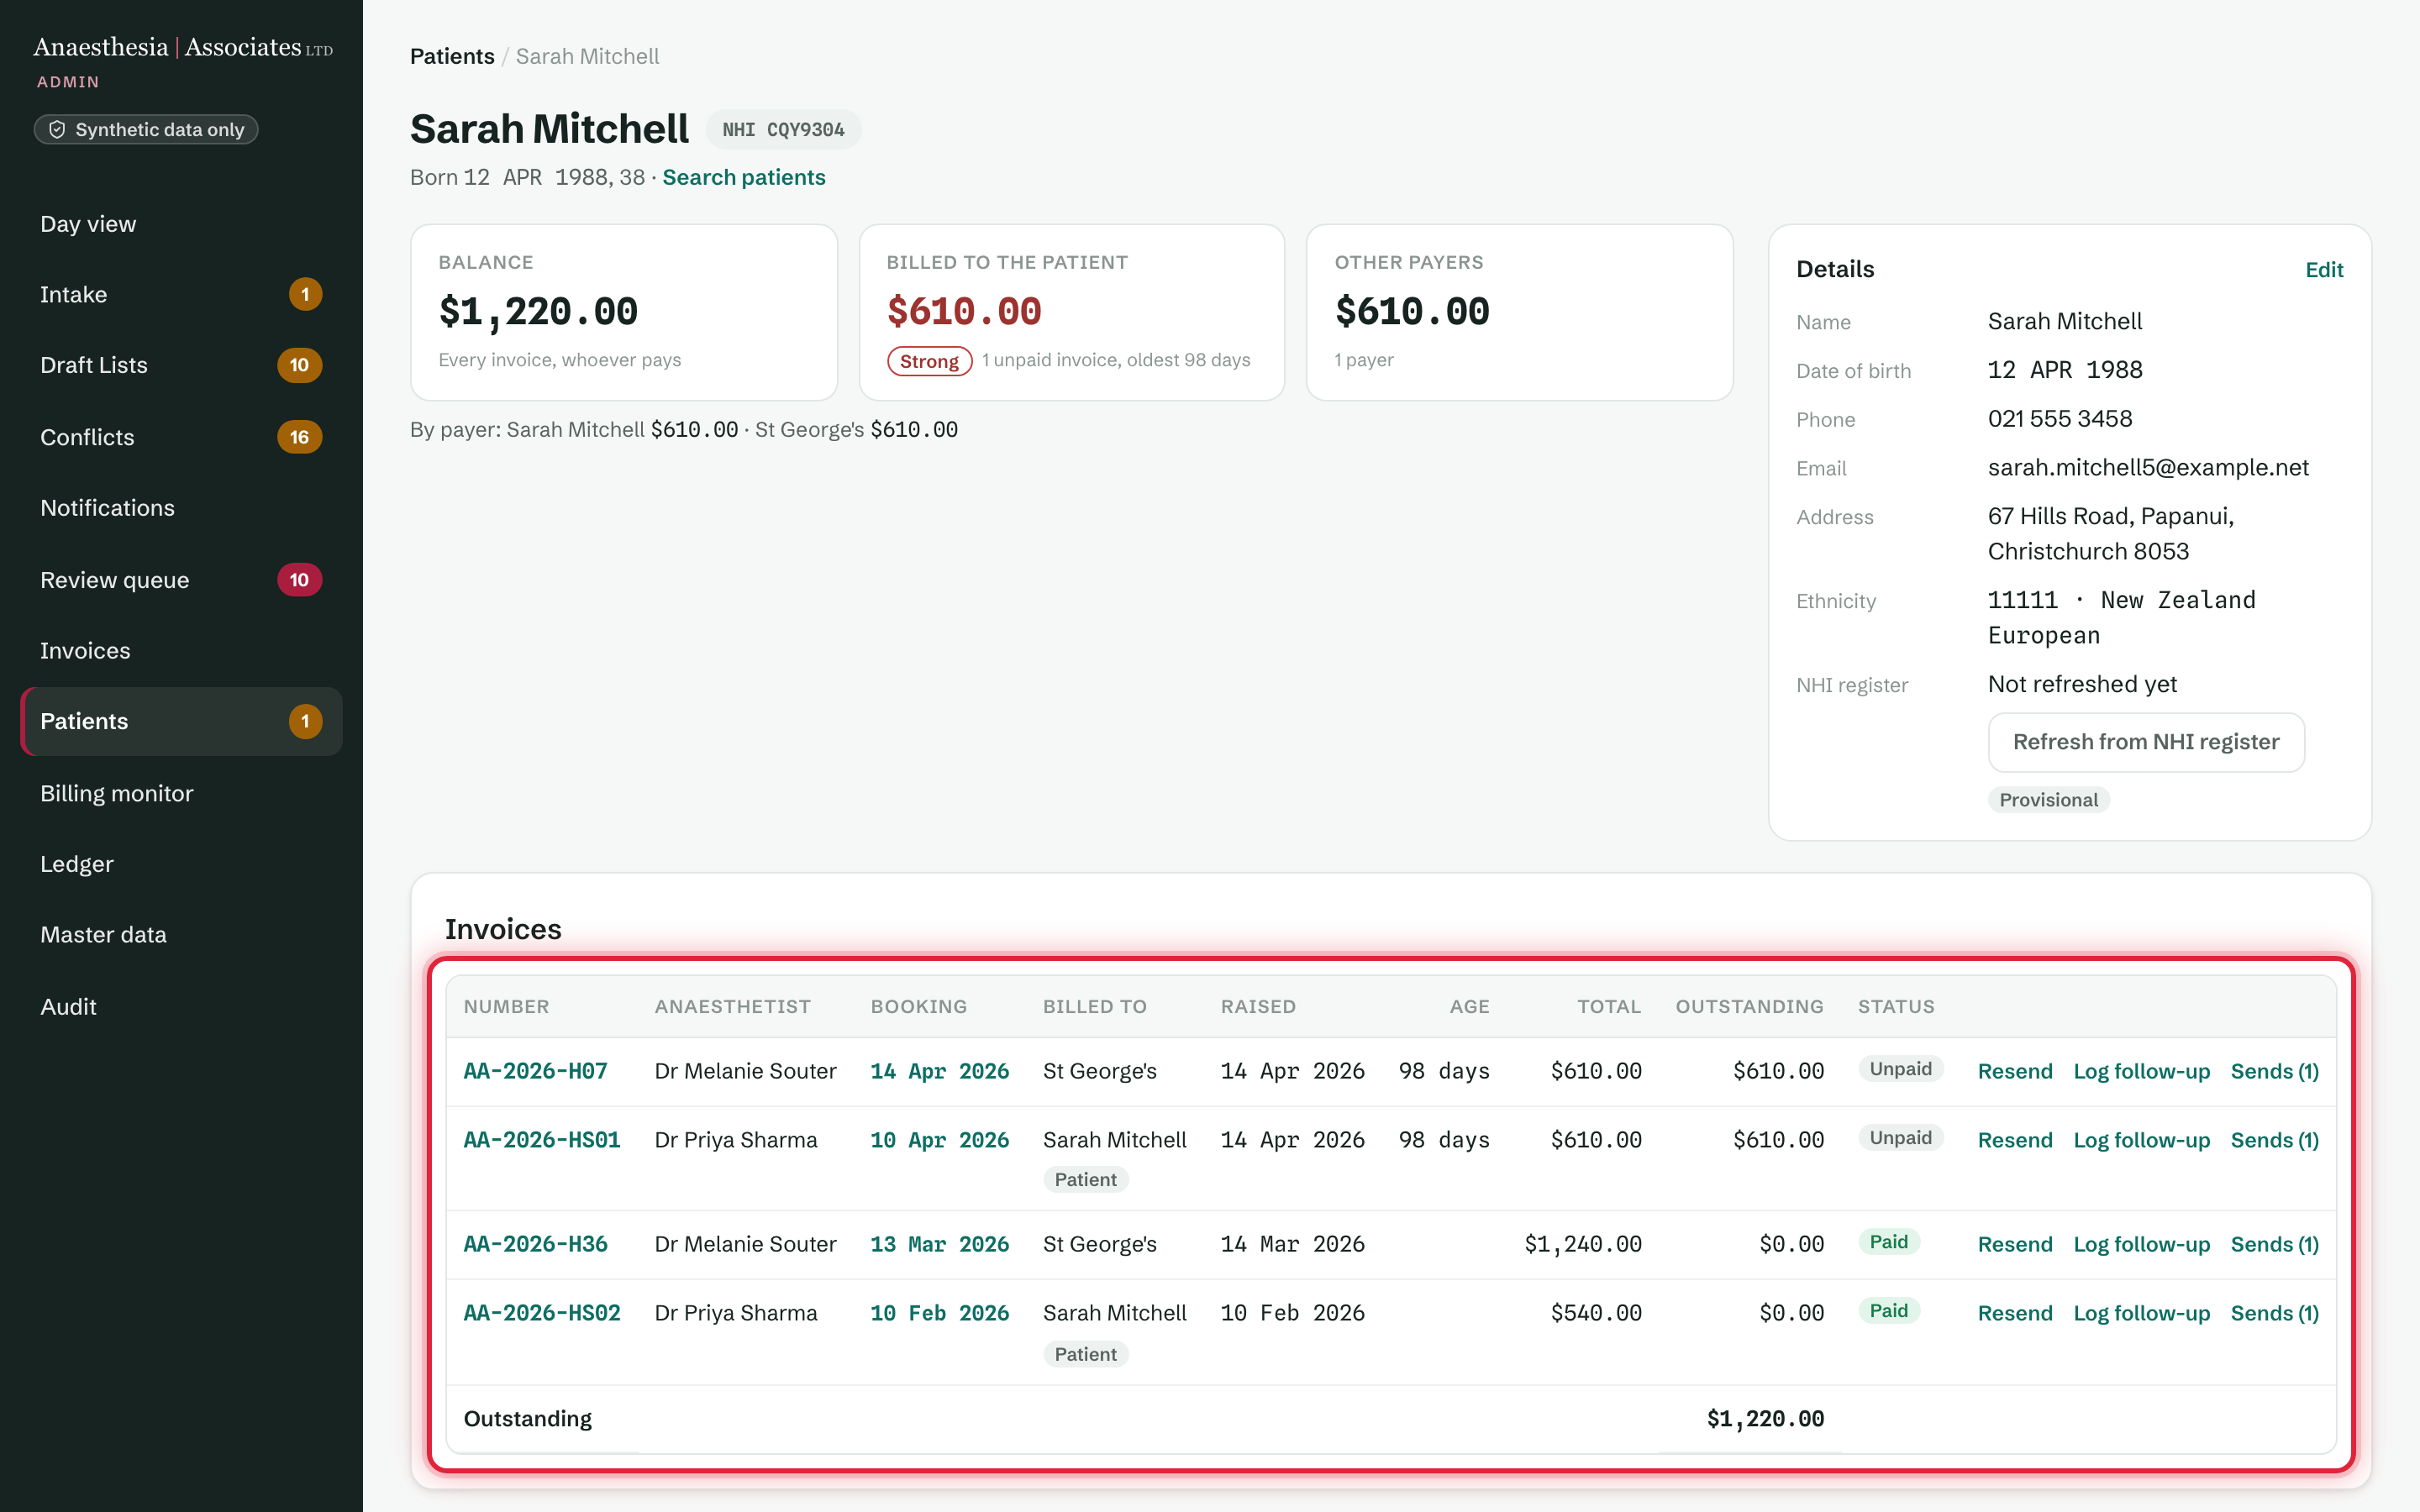 Anaesthesia | Associates LTD
ADMIN
Synthetic data only
Day view
Intake 1
Draft Lists 10
Conflicts 16
Notifications
Review queue 10
Invoices
Patients 1
Billing monitor
Ledger
Master data
Audit
Patients / Sarah Mitchell
Sarah Mitchell NHI CQY9304
Born 12 APR 1988, 38 · Search patients
BALANCE
$1,220.00
Every invoice, whoever pays
BILLED TO THE PATIENT
$610.00
Strong 1 unpaid invoice, oldest 98 days
OTHER PAYERS
$610.00
1 payer
By payer: Sarah Mitchell $610.00 · St George's $610.00
Details Edit
Name Sarah Mitchell
Date of birth 12 APR 1988
Phone 021 555 3458
Email sarah.mitchell5@example.net
Address 67 Hills Road, Papanui,
Christchurch 8053
Ethnicity 11111 · New Zealand
European
NHI register Not refreshed yet
Refresh from NHI register
Provisional
Invoices
NUMBER ANAESTHETIST BOOKING BILLED TO RAISED AGE TOTAL OUTSTANDING STATUS
AA-2026-H07 Dr Melanie Souter 14 Apr 2026 St George's 14 Apr 2026 98 days $610.00 $610.00 Unpaid Resend Log follow-up Sends (1)
AA-2026-HS01 Dr Priya Sharma 10 Apr 2026 Sarah Mitchell 14 Apr 2026 98 days $610.00 $610.00 Unpaid Resend Log follow-up Sends (1)
Patient
AA-2026-H36 Dr Melanie Souter 13 Mar 2026 St George's 14 Mar 2026 $1,240.00 $0.00 Paid Resend Log follow-up Sends (1)
AA-2026-HS02 Dr Priya Sharma 10 Feb 2026 Sarah Mitchell 10 Feb 2026 $540.00 $0.00 Paid Resend Log follow-up Sends (1)
Patient
Outstanding $1,220.00